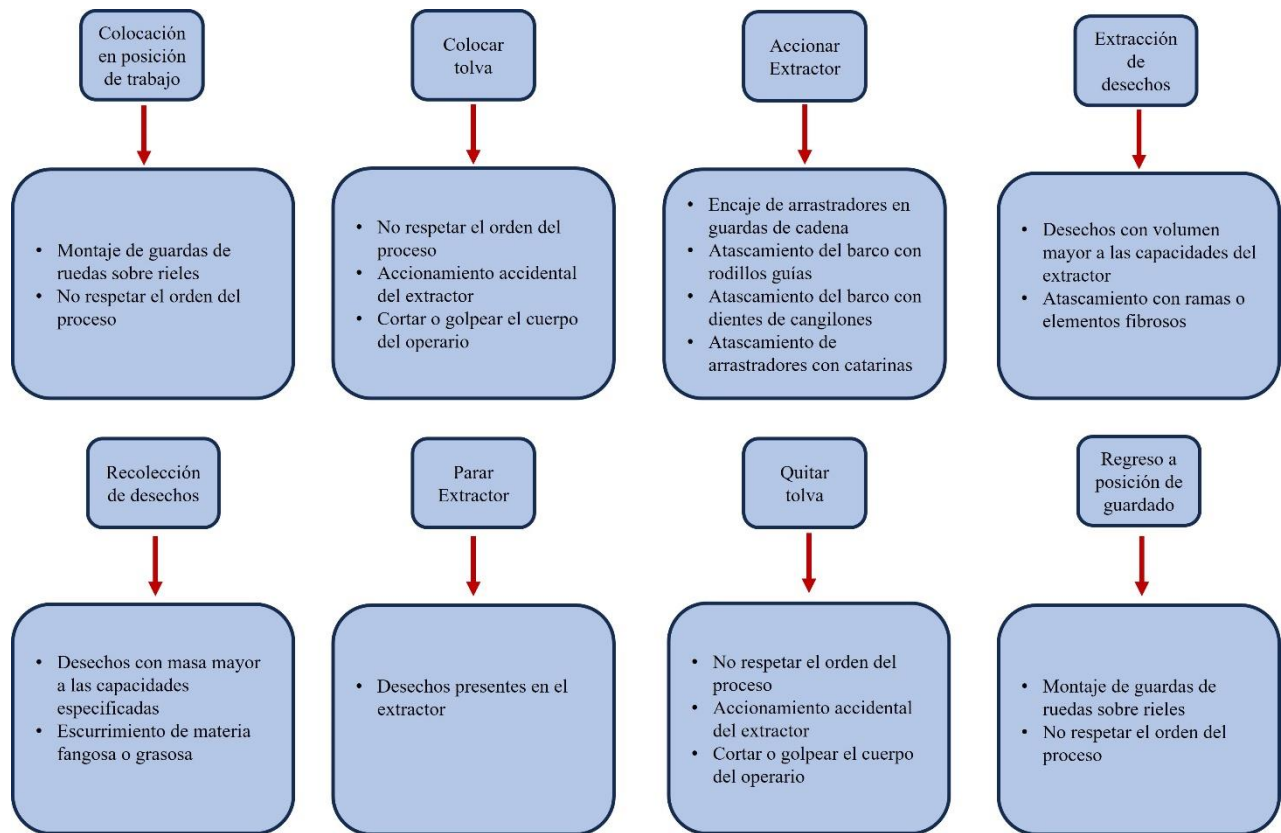 Colocación
en posición
de trabajo
Colocar
tolva
Accionar
Extractor
Extracción
de
desechos
• Montaje de guardas de
ruedas sobre rieles
• No respetar el orden del
proceso
• No respetar el orden del
proceso
• Accionamiento accidental
del extractor
• Cortar o golpear el cuerpo
del operario
• Encaje de arrastradores en
guardas de cadena
• Atascamiento del barco con
rodillos guías
• Atascamiento del barco con
dientes de cangilones
• Atascamiento de
arrastradores con catarinas
• Desechos con volumen
mayor a las capacidades del
extractor
• Atascamiento con ramas o
elementos fibrosos
Recolección
de desechos
Parar
Extractor
Quitar
tolva
Regreso a
posición de
guardado
• Desechos con masa mayor
a las capacidades
especificadas
• Escurrimiento de materia
fangosa o grasosa
• Desechos presentes en el
extractor
• No respetar el orden del
proceso
• Accionamiento accidental
del extractor
• Cortar o golpear el cuerpo
del operario
• Montaje de guardas de
ruedas sobre rieles
• No respetar el orden del
proceso